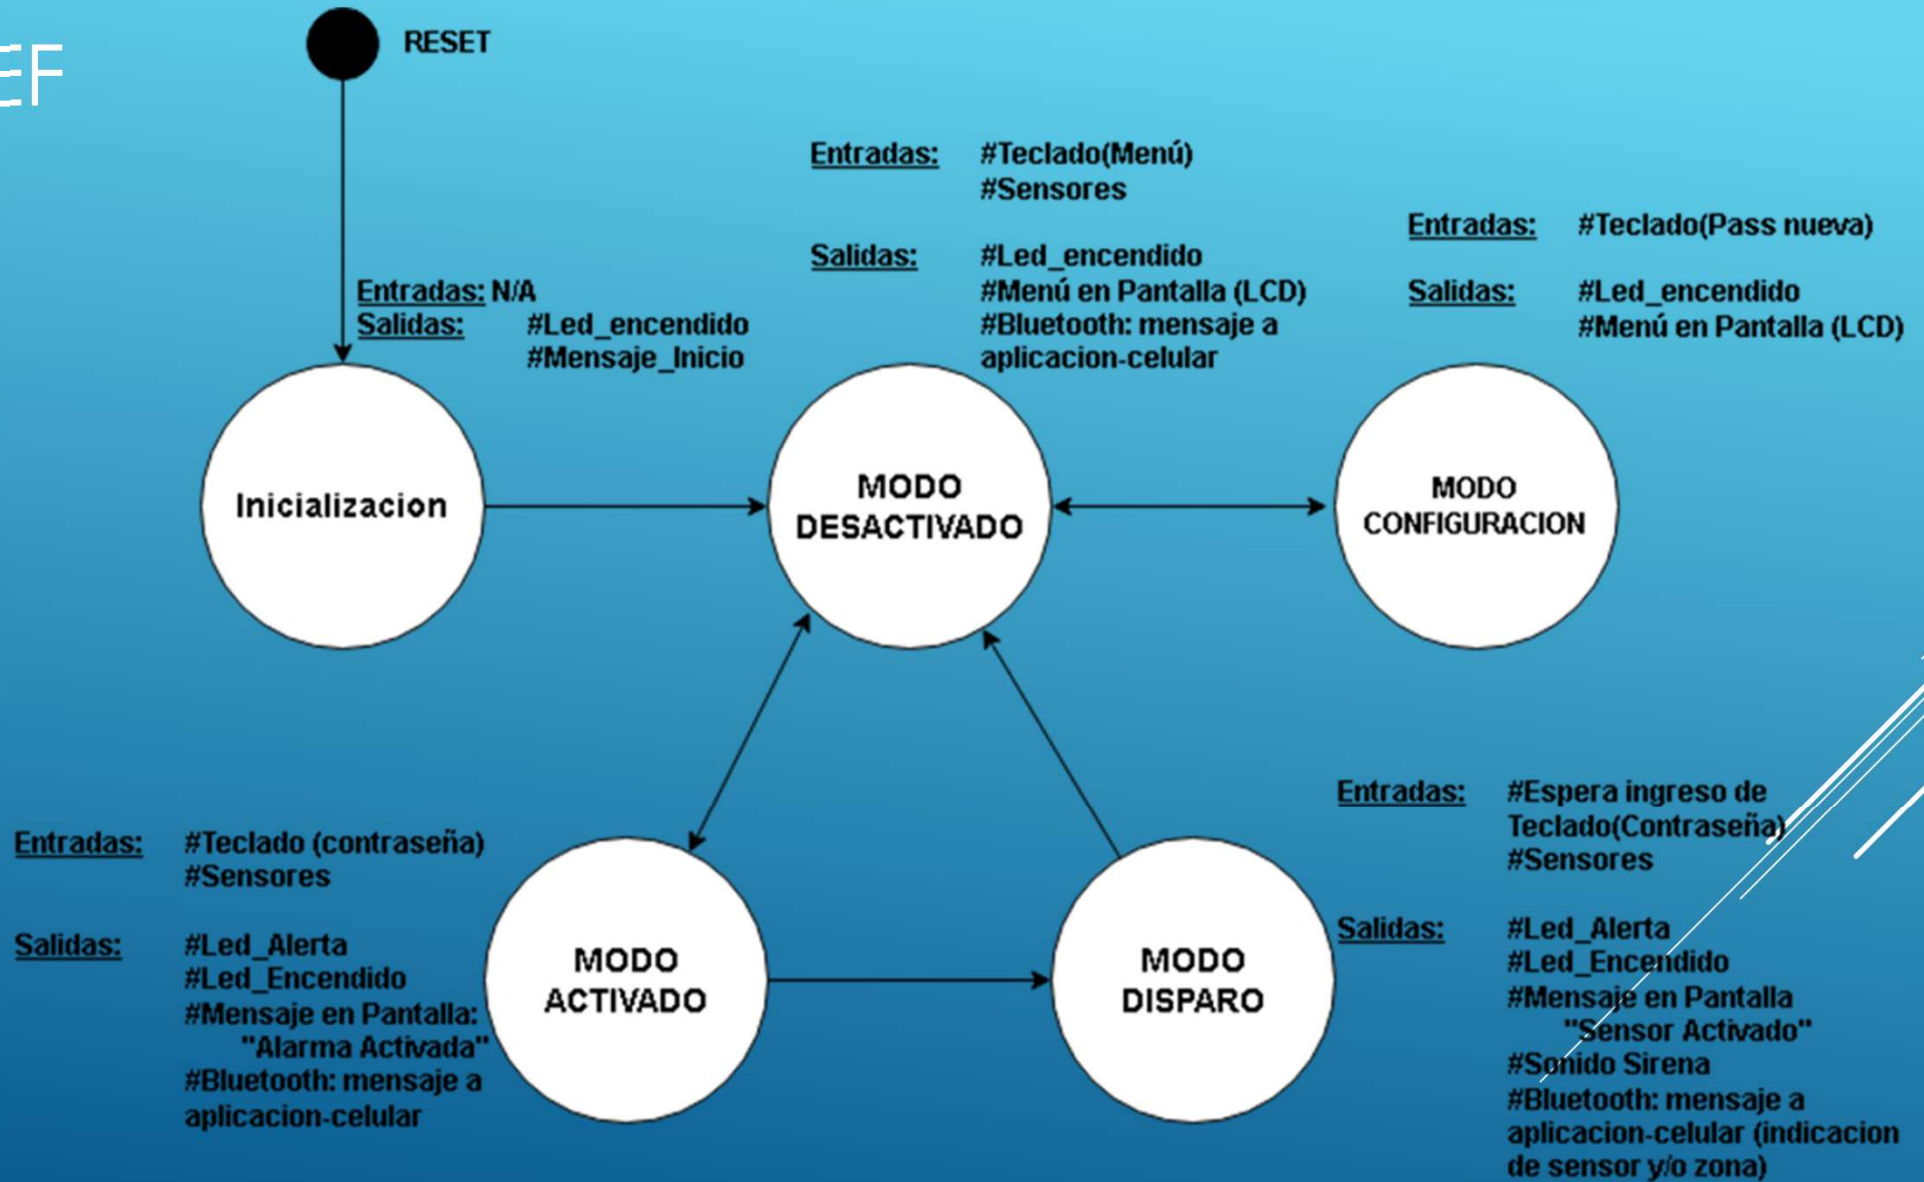 EF
RESET
Entradas: N/A
Salidas: #Led_encendido
#Mensaje_Inicio
Entradas: #Teclado(Menú)
#Sensores
Salidas: #Led_encendido
#Menú en Pantalla (LCD)
#Bluetooth: mensaje a
aplicacion-celular
Entradas: #Teclado(Pass nueva)
Salidas: #Led_encendido
#Menú en Pantalla (LCD)
Inicializacion
MODO
DESACTIVADO
MODO
CONFIGURACION
Entradas: #Teclado (contraseña)
#Sensores
Salidas: #Led_Alerta
#Led_Encendido
#Mensaje en Pantalla:
"Alarma Activada"
#Bluetooth: mensaje a
aplicacion-celular
MODO
ACTIVADO
MODO
DISPARO
Entradas: #Espera ingreso de
Teclado(Contraseña)
#Sensores
Salidas: #Led_Alerta
#Led_Encendido
#Mensaje en Pantalla
"Sensor Activado"
#Sonido Sirena
#Bluetooth: mensaje a
aplicacion-celular (indicacion
de sensor y/o zona)